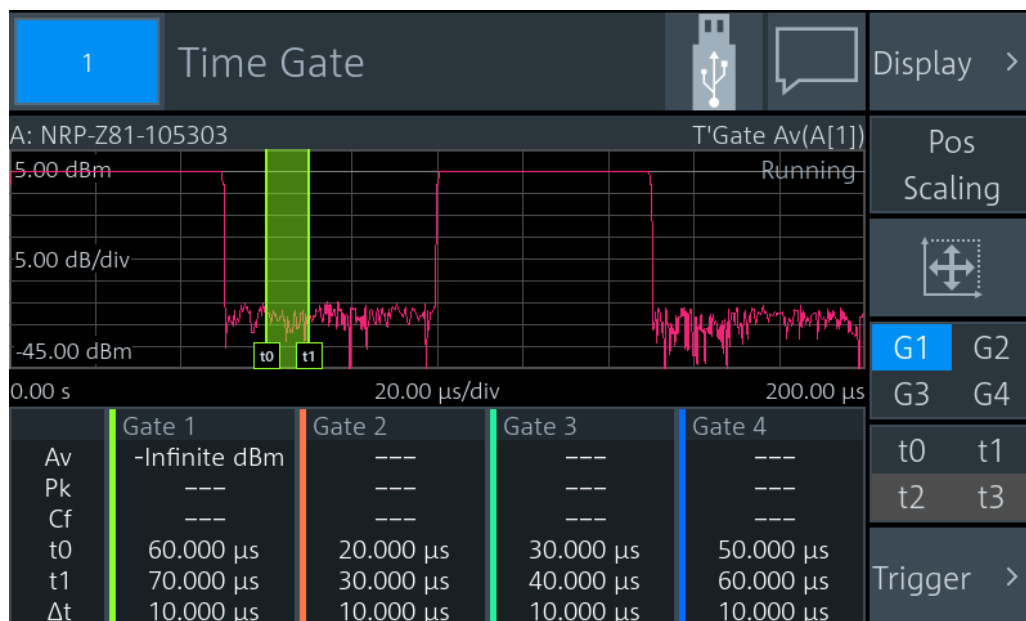 1 Time Gate Display >
A: NRP-Z81-105303 T'Gate Av(A[1])
5.00 dBm Running
Pos
Scaling
5.00 dB/div
-45.00 dBm t0 t1
G1 G2
G3 G4
0.00 s 20.00 µs/div 200.00 µs
Gate 1 Gate 2 Gate 3 Gate 4
Av -Infinite dBm --- --- ---
Pk --- --- --- ---
Cf --- --- --- ---
t0 60.000 µs 20.000 µs 30.000 µs 50.000 µs
t1 70.000 µs 30.000 µs 40.000 µs 60.000 µs
Δt 10.000 µs 10.000 µs 10.000 µs 10.000 µs
t0 t1
t2 t3
Trigger >